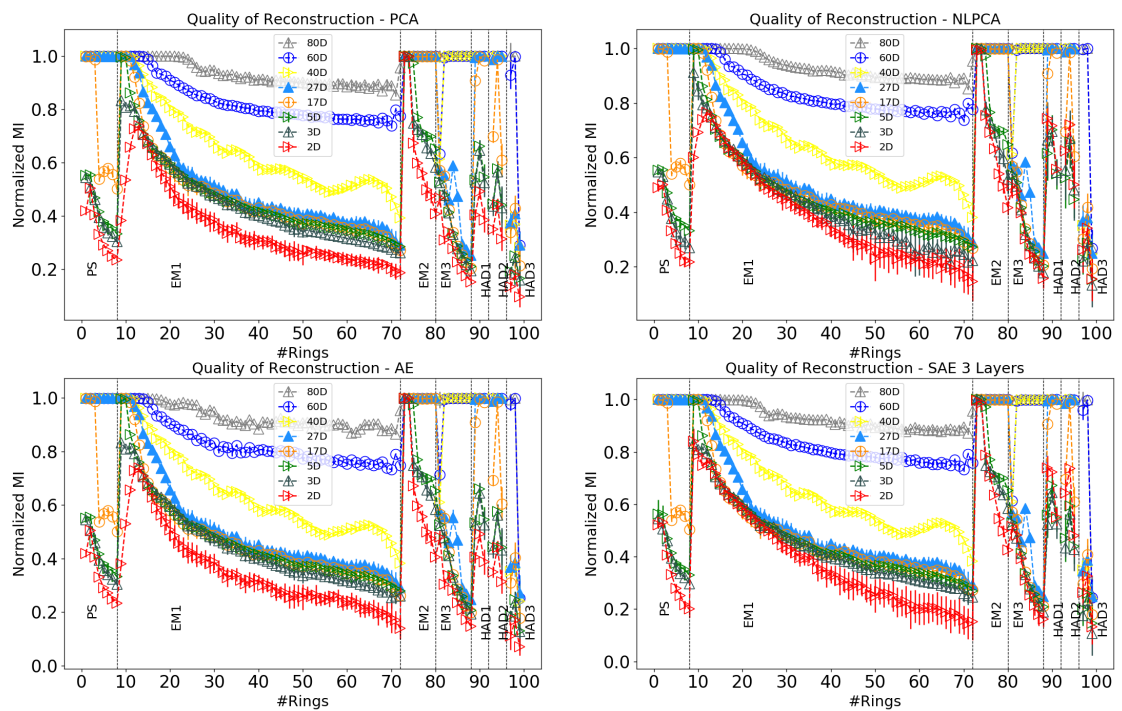 Quality of Reconstruction - PCA
Normalized MI
1.0
0.8
0.6
0.4
0.2
80D
60D
40D
27D
17D
5D
3D
2D
PS
EM1
EM2
EM3
HAD1
HAD2
HAD3
0 10 20 30 40 50 60 70 80 90 100
#Rings
Quality of Reconstruction - NLPCA
Normalized MI
1.0
0.8
0.6
0.4
0.2
80D
60D
40D
27D
17D
5D
3D
2D
PS
EM1
EM2
EM3
HAD1
HAD2
HAD3
0 10 20 30 40 50 60 70 80 90 100
#Rings
Quality of Reconstruction - AE
Normalized MI
1.0
0.8
0.6
0.4
0.2
0.0
80D
60D
40D
27D
17D
5D
3D
2D
PS
EM1
EM2
EM3
HAD1
HAD2
HAD3
0 10 20 30 40 50 60 70 80 90 100
#Rings
Quality of Reconstruction - SAE 3 Layers
Normalized MI
1.0
0.8
0.6
0.4
0.2
0.0
80D
60D
40D
27D
17D
5D
3D
2D
PS
EM1
EM2
EM3
HAD1
HAD2
HAD3
0 10 20 30 40 50 60 70 80 90 100
#Rings